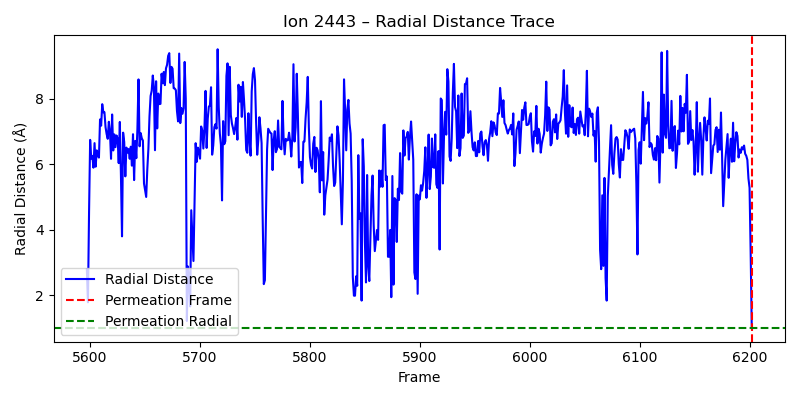 Ion 2443 – Radial Distance Trace
Radial Distance (Å)
8
6
4
2
Radial Distance
Permeation Frame
Permeation Radial
5600 5700 5800 5900 6000 6100 6200
Frame